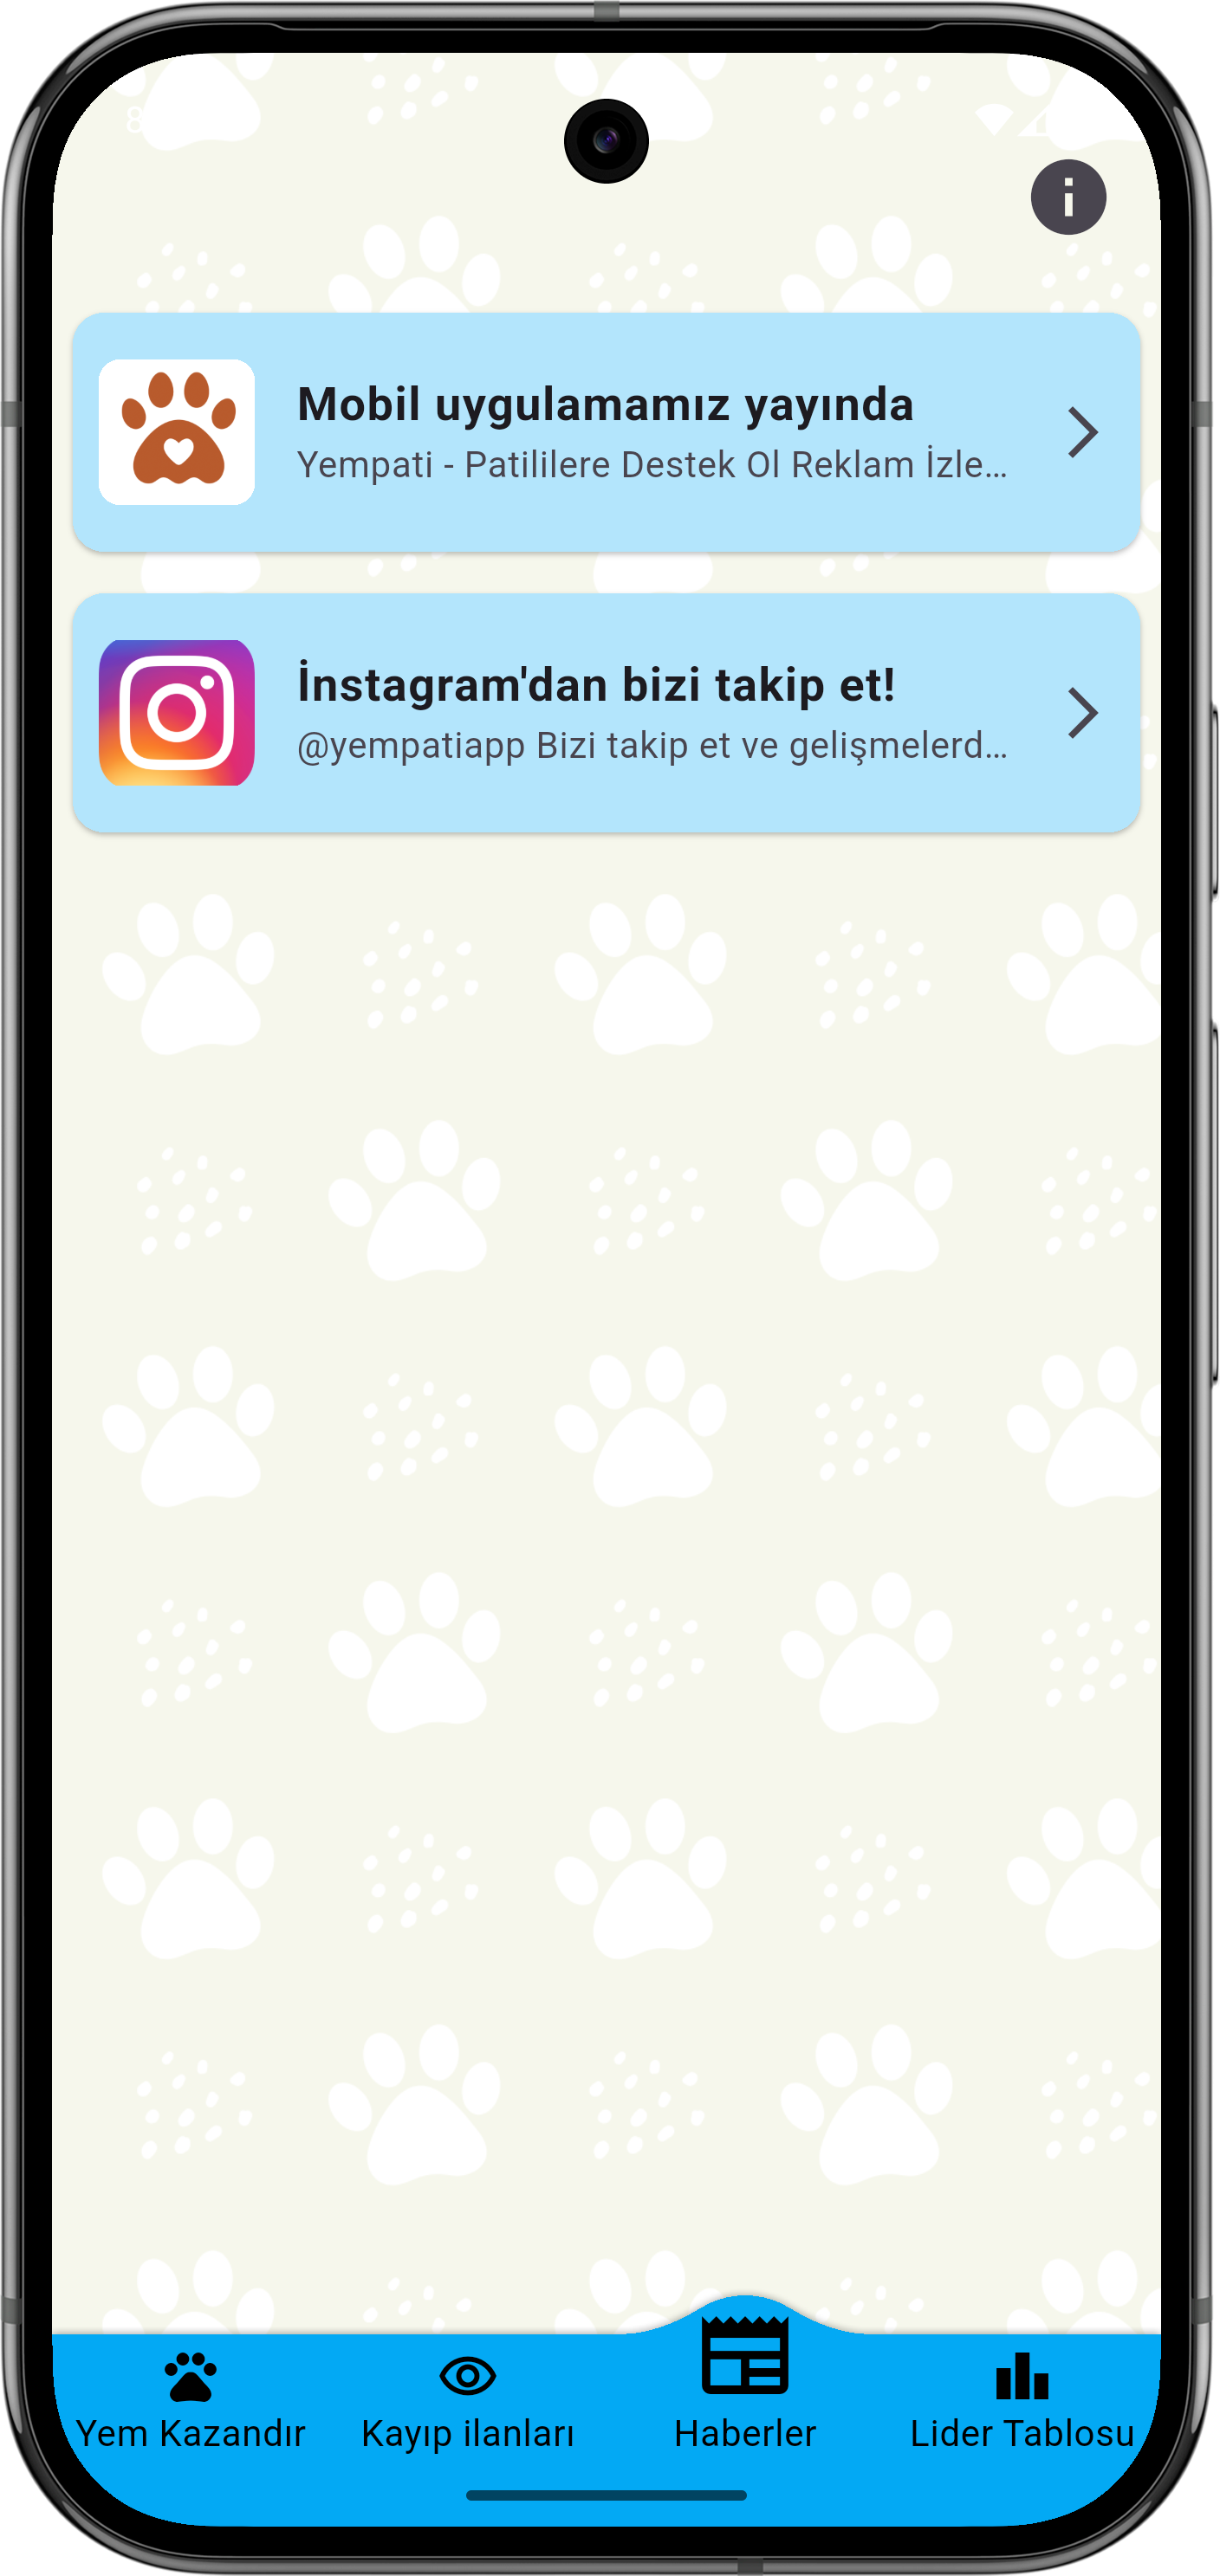 8
Mobil uygulamamız yayında
Yempati - Patililere Destek Ol Reklam İzle...
İnstagram'dan bizi takip et!
@yempatiapp Bizi takip et ve gelişmelerd...
Yem Kazandır
Kayıp ilanları
Haberler
Lider Tablosu